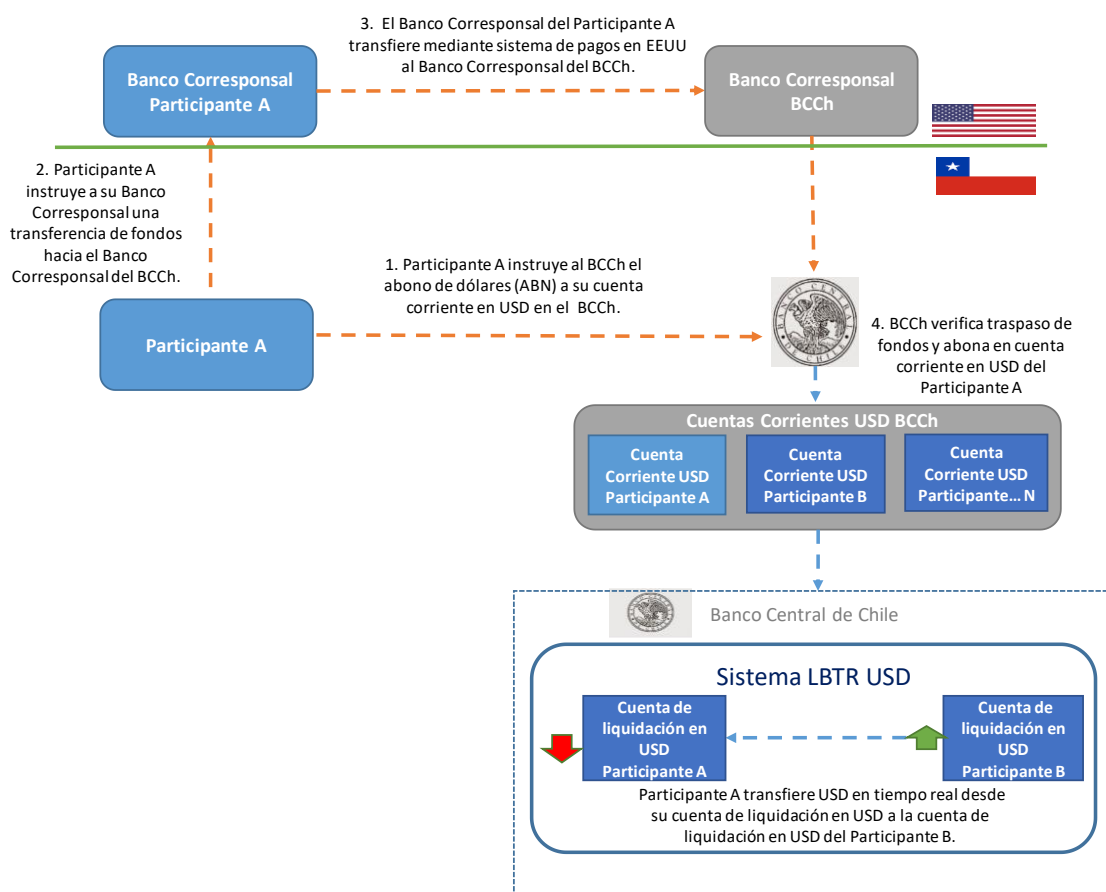 3. El Banco Corresponsal del Participante A
transfiere mediante sistema de pagos en EEUU
al Banco Corresponsal del BCCh.
Banco Corresponsal
Participante A
Banco Corresponsal
BCCh
2. Participante A
instruye a su Banco
Corresponsal una
transferencia de fondos
hacia el Banco
Corresponsal del BCCh.
1. Participante A instruye al BCCh el
abono de dólares (ABN) a su cuenta
corriente en USD en el BCCh.
Participante A
BANCO CENTRAL
DE CHILE
4. BCCh verifica traspaso de
fondos y abona en cuenta
corriente en USD del
Participante A
Cuentas Corrientes USD BCCh
Cuenta
Corriente USD
Participante A
Cuenta
Corriente USD
Participante B
Cuenta
Corriente USD
Participante... N
Banco Central de Chile
Sistema LBTR USD
Cuenta de
liquidación en
USD
Participante A
Cuenta de
liquidación en
USD
Participante B
Participante A transfiere USD en tiempo real desde
su cuenta de liquidación en USD a la cuenta de
liquidación en USD del Participante B.